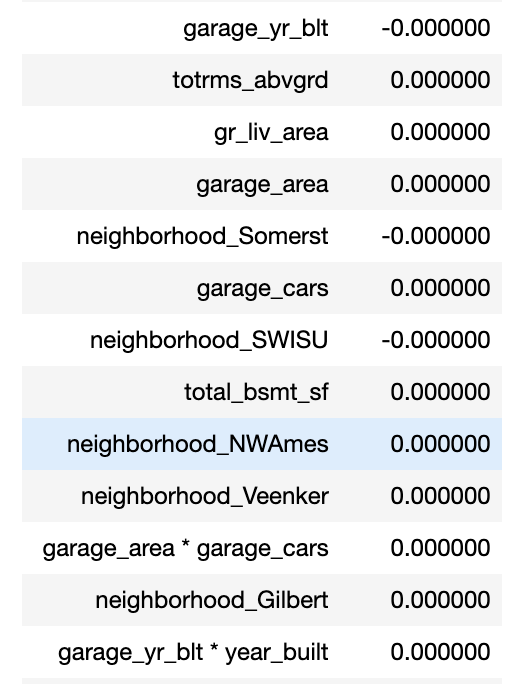 garage_yr_blt -0.000000
totrms_abvgrd 0.000000
gr_liv_area 0.000000
garage_area 0.000000
neighborhood_Somerst -0.000000
garage_cars 0.000000
neighborhood_SWISU -0.000000
total_bsmt_sf 0.000000
neighborhood_NWAmes 0.000000
neighborhood_Veenker 0.000000
garage_area * garage_cars 0.000000
neighborhood_Gilbert 0.000000
garage_yr_blt * year_built 0.000000